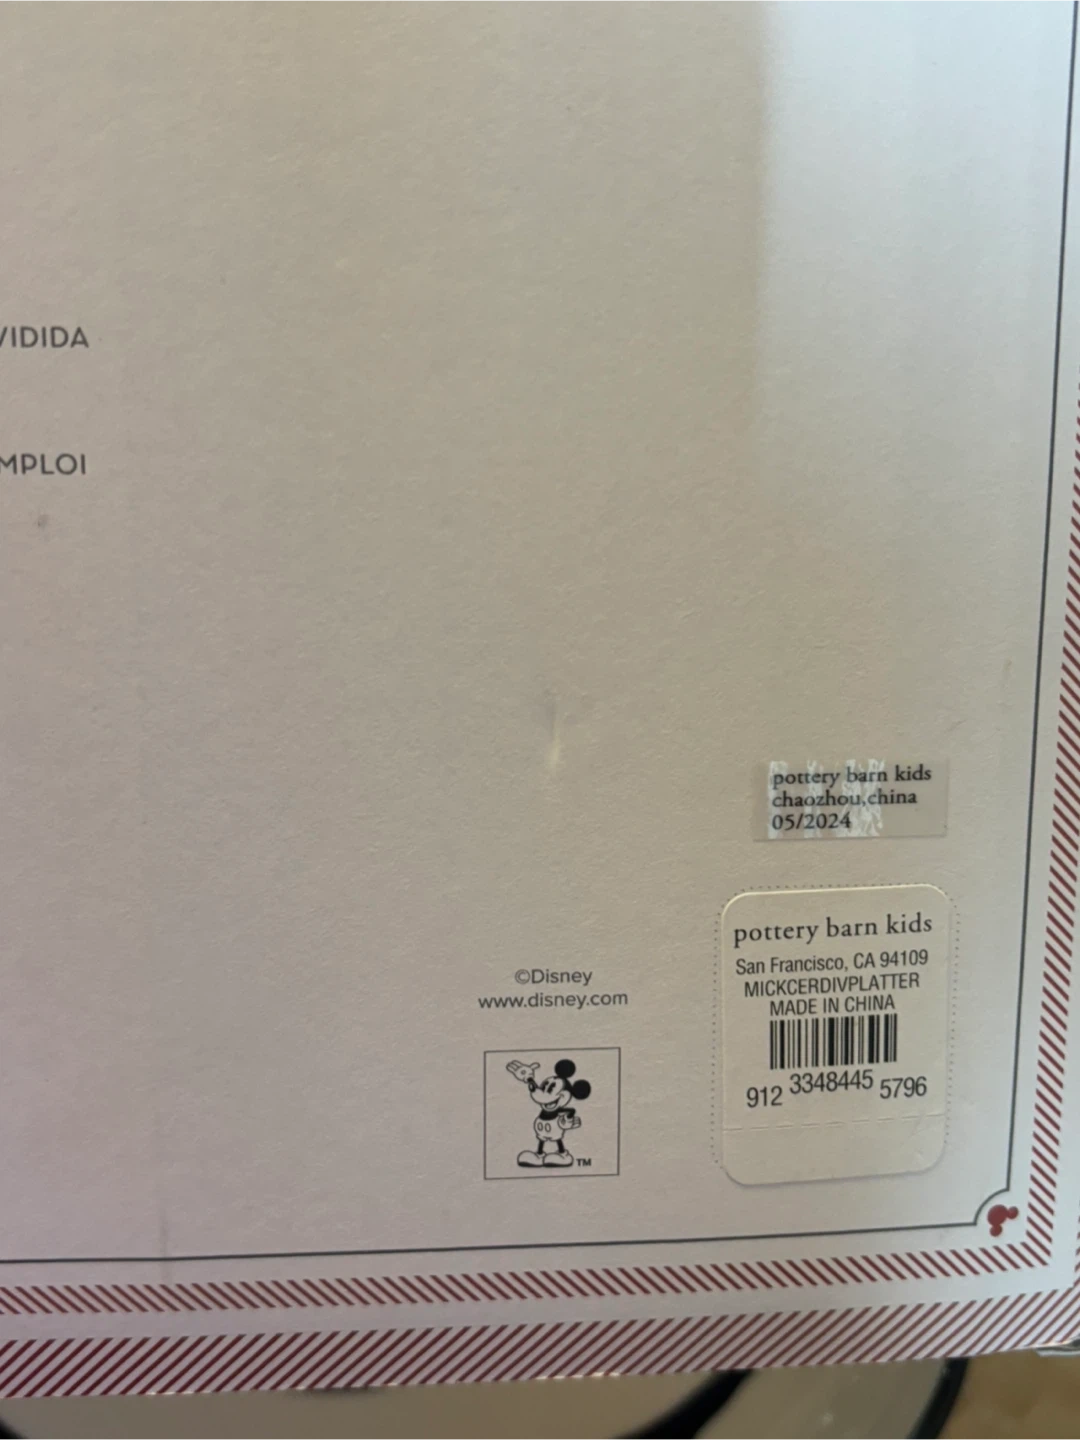 VIDIDA
MPLOI
pottery barn kids
chaozhou,china
05/2024
pottery barn kids
San Francisco, CA 94109
MICKCERDIVPLATTER
MADE IN CHINA
912 3348445 5796
©Disney
www.disney.com
TM